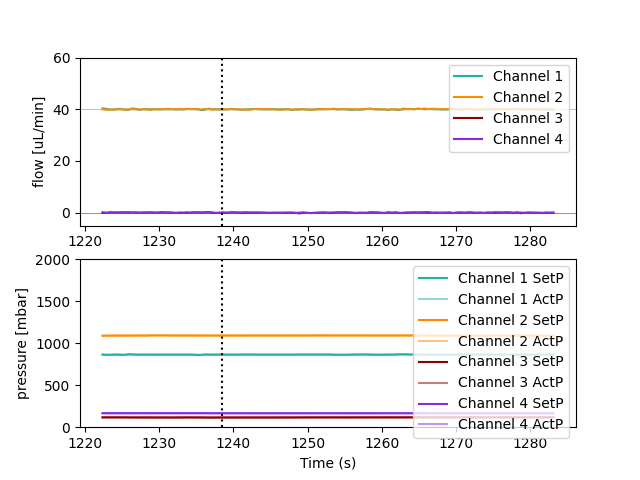 60
40
20
0
flow [uL/min]
Channel 1
Channel 2
Channel 3
Channel 4
1220 1230 1240 1250 1260 1270 1280
2000
1500
1000
500
0
pressure [mbar]
Channel 1 SetP
Channel 1 ActP
Channel 2 SetP
Channel 2 ActP
Channel 3 SetP
Channel 3 ActP
Channel 4 SetP
Channel 4 ActP
1220 1230 1240 1250 1260 1270 1280
Time (s)